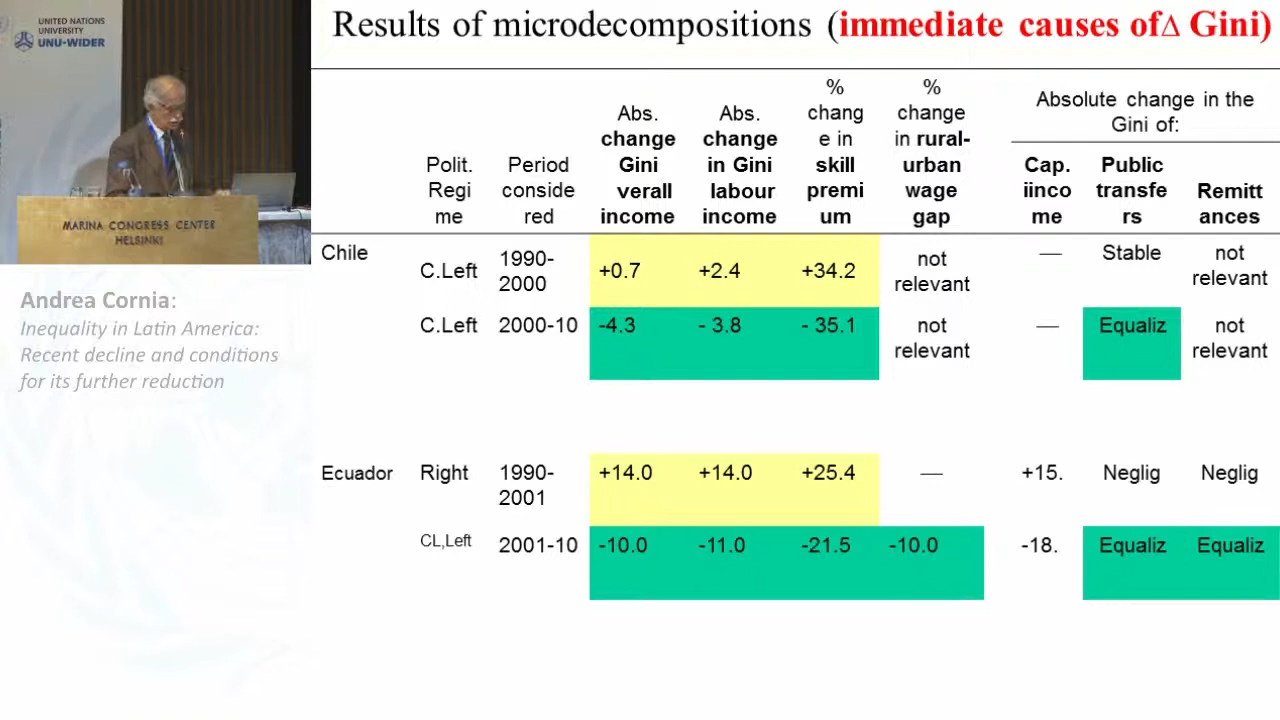 UNITED NATIONS
UNIVERSITY
UNU-WIDER
MARINA CONGRESS CENTER
HELSINKI
Andrea Cornia:
Inequality in Latin America:
Recent decline and conditions
for its further reduction
Results of microdecompositions (immediate causes of∆ Gini)
Polit.
Regi
me
Period
conside
red
Abs.
change
Gini
verall
income
Abs.
change
in Gini
labour
income
%
chang
e in
skill
premi
um
%
change
in rural-
urban
wage
gap
Absolute change in the
Gini of:
Cap.
iinco
me
Public
transfe
rs
Remitt
ances
Chile C.Left 1990-
2000 +0.7 +2.4 +34.2 not
relevant — Stable not
relevant
C.Left 2000-10 -4.3 - 3.8 - 35.1 not
relevant — Equaliz not
relevant
Ecuador Right 1990-
2001 +14.0 +14.0 +25.4 — +15. Neglig Neglig
CL,Left 2001-10 -10.0 -11.0 -21.5 -10.0 -18. Equaliz Equaliz